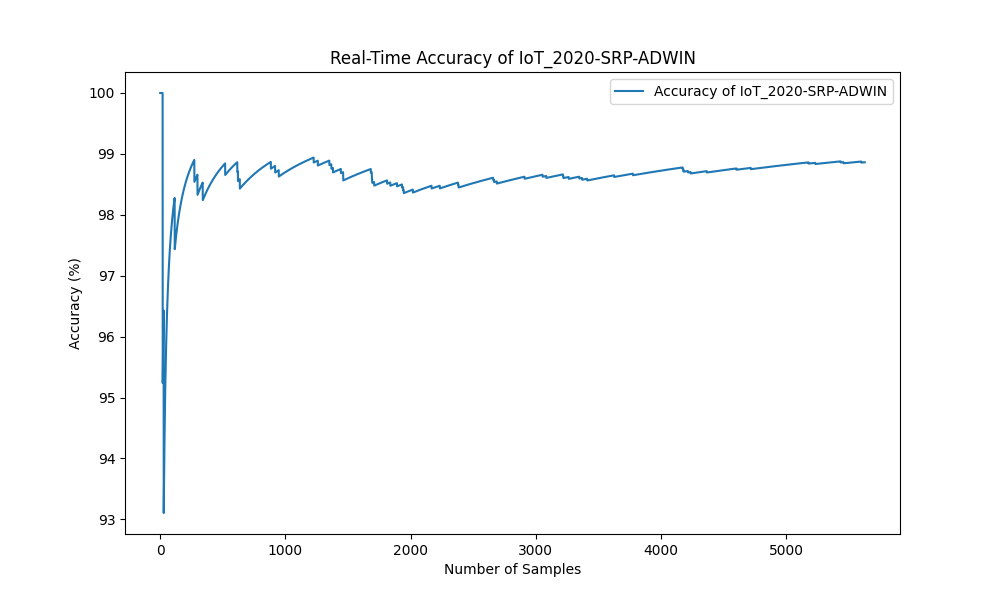 Real-Time Accuracy of IoT_2020-SRP-ADWIN
Accuracy of IoT_2020-SRP-ADWIN
100
99
98
97
96
95
94
93
Accuracy (%)
0 1000 2000 3000 4000 5000
Number of Samples